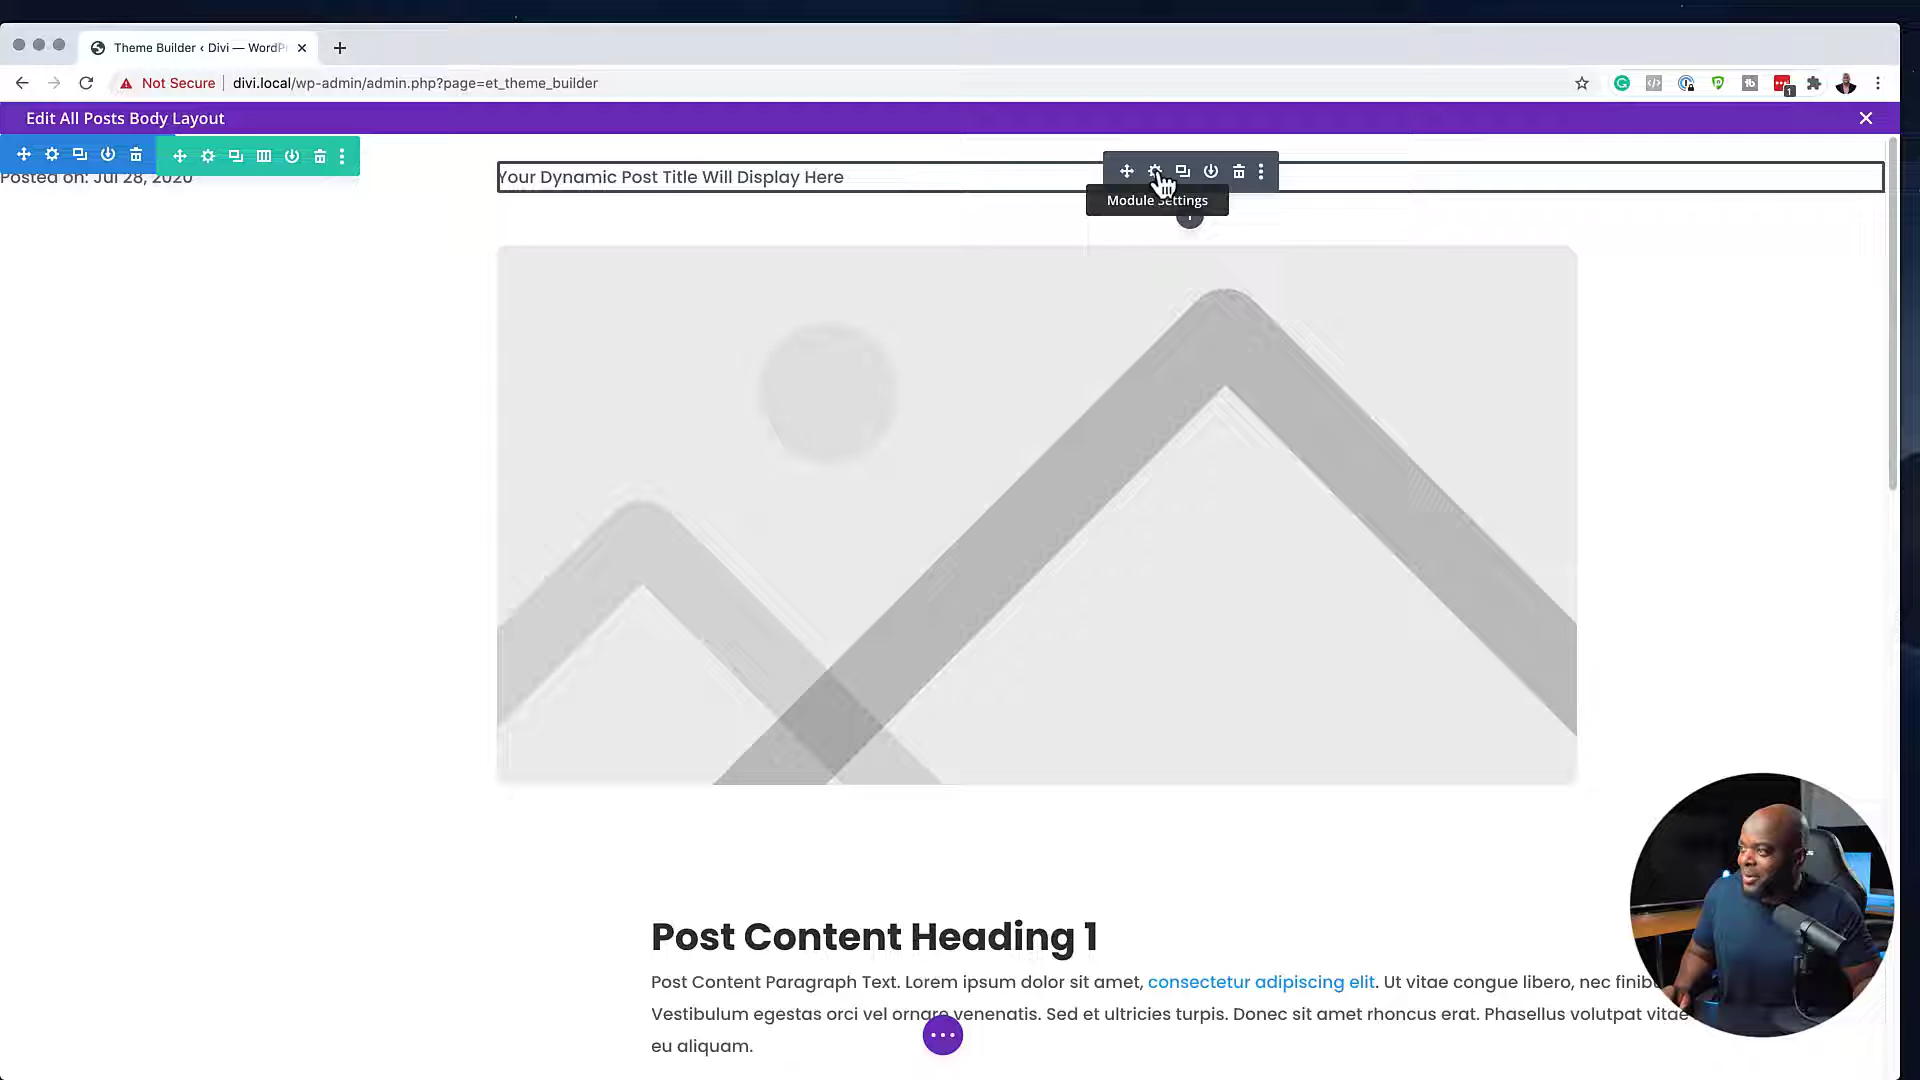 Theme Builder ‹ Divi — WordP
Not Secure
divi.local/wp-admin/admin.php?page=et_theme_builder
1
Edit All Posts Body Layout
Posted on: Jul 28, 2020
Your Dynamic Post Title Will Display Here
Module Settings
Post Content Heading 1
Post Content Paragraph Text. Lorem ipsum dolor sit amet, consectetur adipiscing elit. Ut vitae congue libero, nec finib
Vestibulum egestas orci vel ornare venenatis. Sed et ultricies turpis. Donec sit amet rhoncus erat. Phasellus volutpat vitae
eu aliquam.